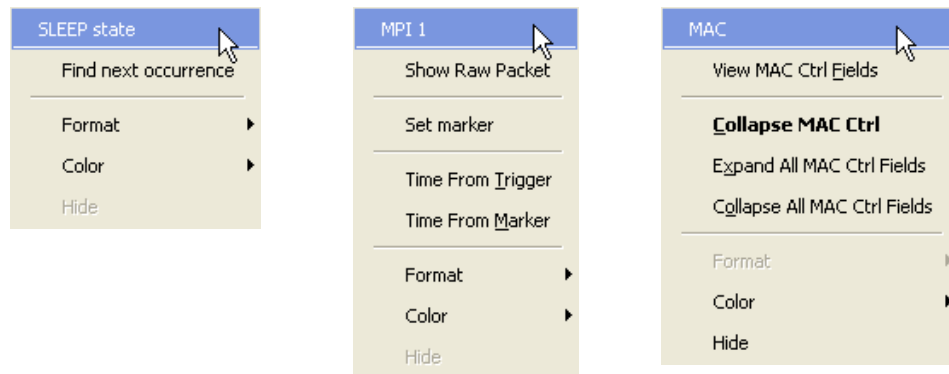 SLEEP state
Find next occurrence
Format
Color
Hide
MPI 1
Show Raw Packet
Set marker
Time From Trigger
Time From Marker
Format
Color
Hide
MAC
View MAC Ctrl Fields
Collapse MAC Ctrl
Expand All MAC Ctrl Fields
Collapse All MAC Ctrl Fields
Format
Color
Hide